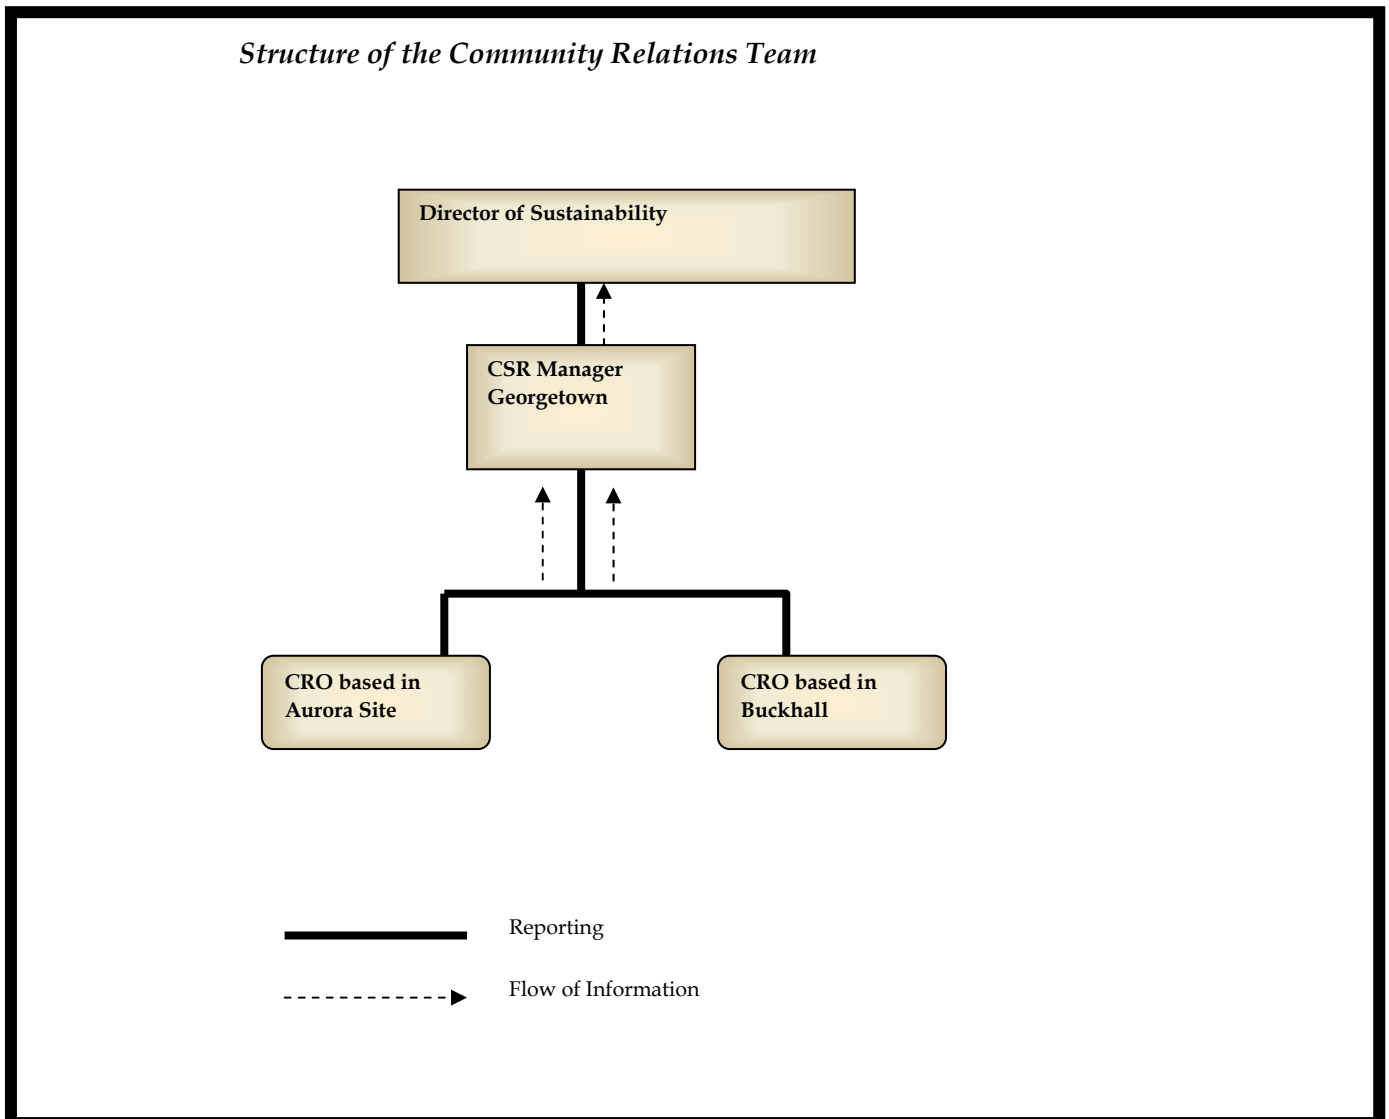 Structure of the Community Relations Team
Director of Sustainability
CSR Manager
Georgetown
CRO based in
Aurora Site
CRO based in
Buckhall
Reporting
Flow of Information